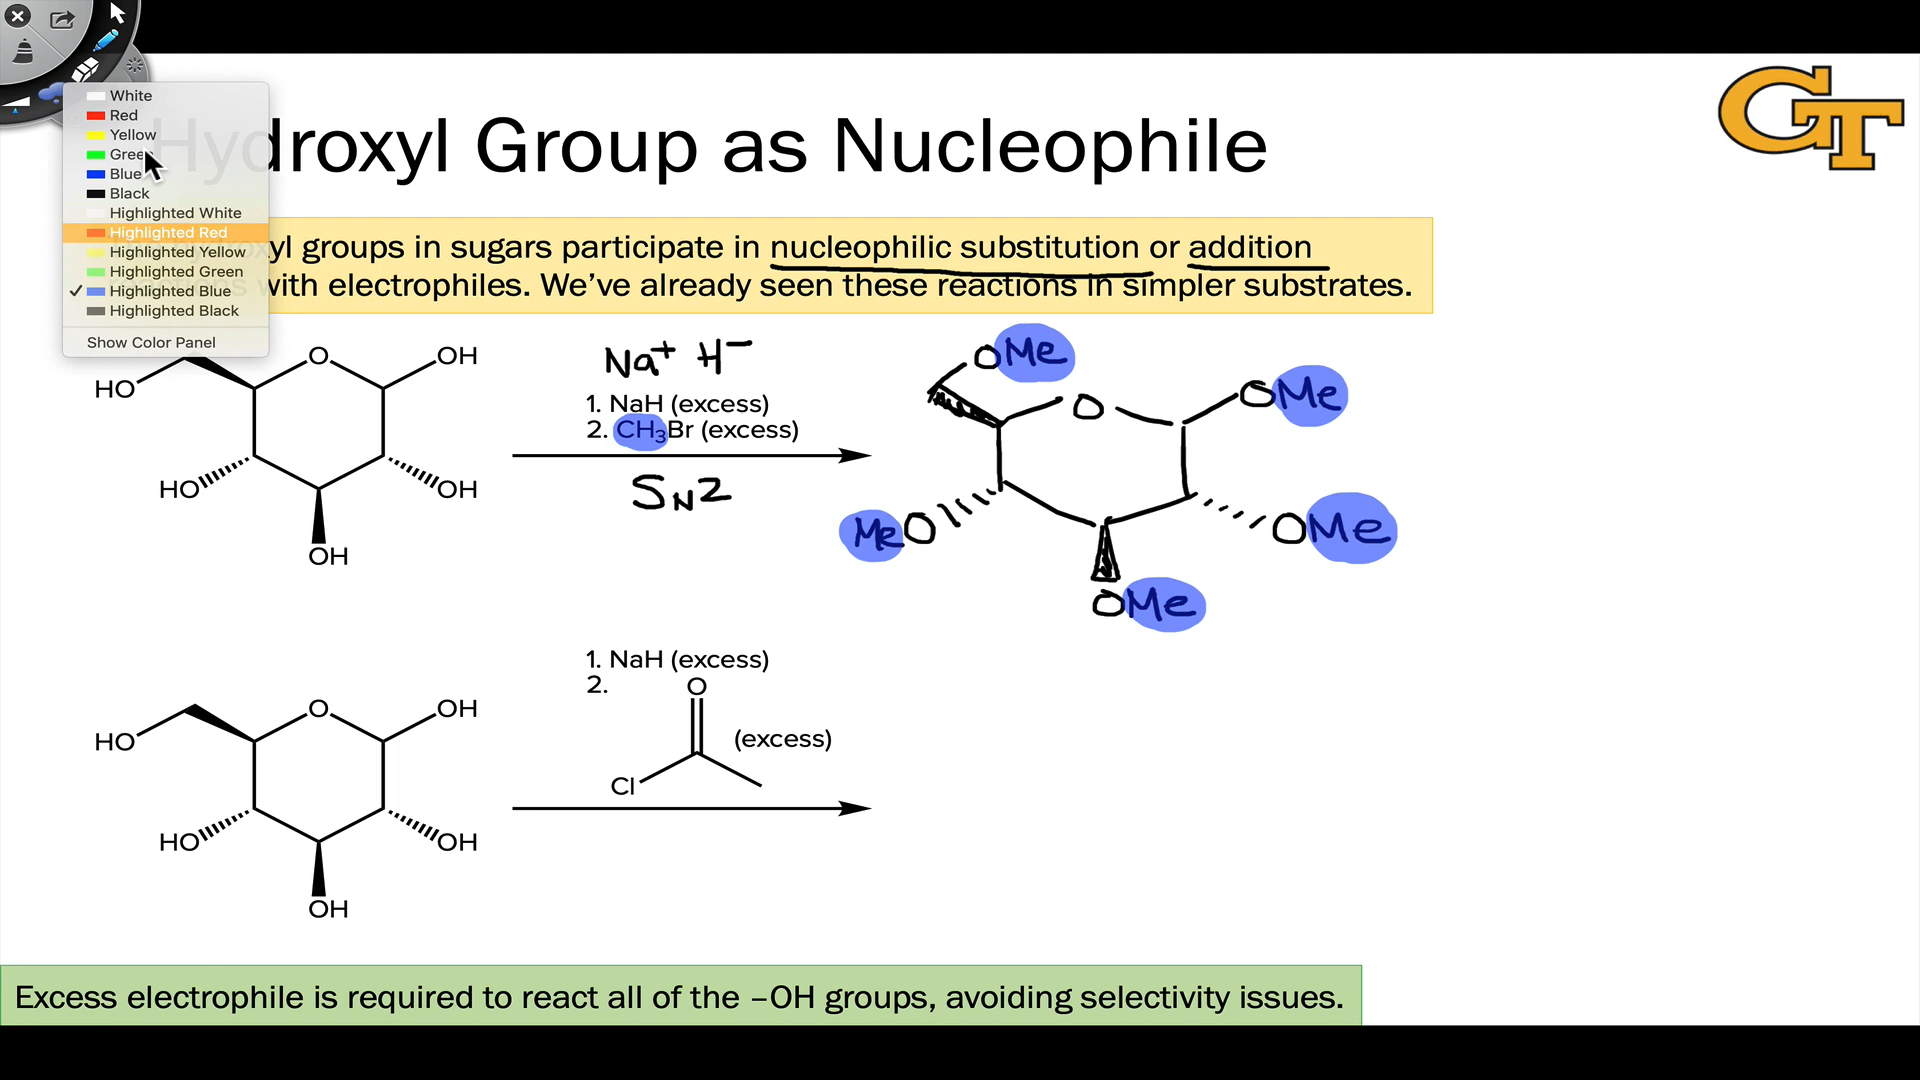 White
Red
Yellow
Green
Blue
Black
Highlighted White
Highlighted Red
Highlighted Yellow
Highlighted Green
✓ Highlighted Blue
Highlighted Black
Show Color Panel
GT
Hydroxyl Group as Nucleophile
groups in sugars participate in nucleophilic substitution or addition
with electrophiles. We've already seen these reactions in simpler substrates.
HO
O
OH
HO
OH
OH
Na+ H−
1. NaH (excess)
2. CH3Br (excess)
SN2
OMe
O
OMe
MeO
OMe
OMe
HO
O
OH
HO
OH
OH
1. NaH (excess)
2.
O
(excess)
Cl
Excess electrophile is required to react all of the –OH groups, avoiding selectivity issues.